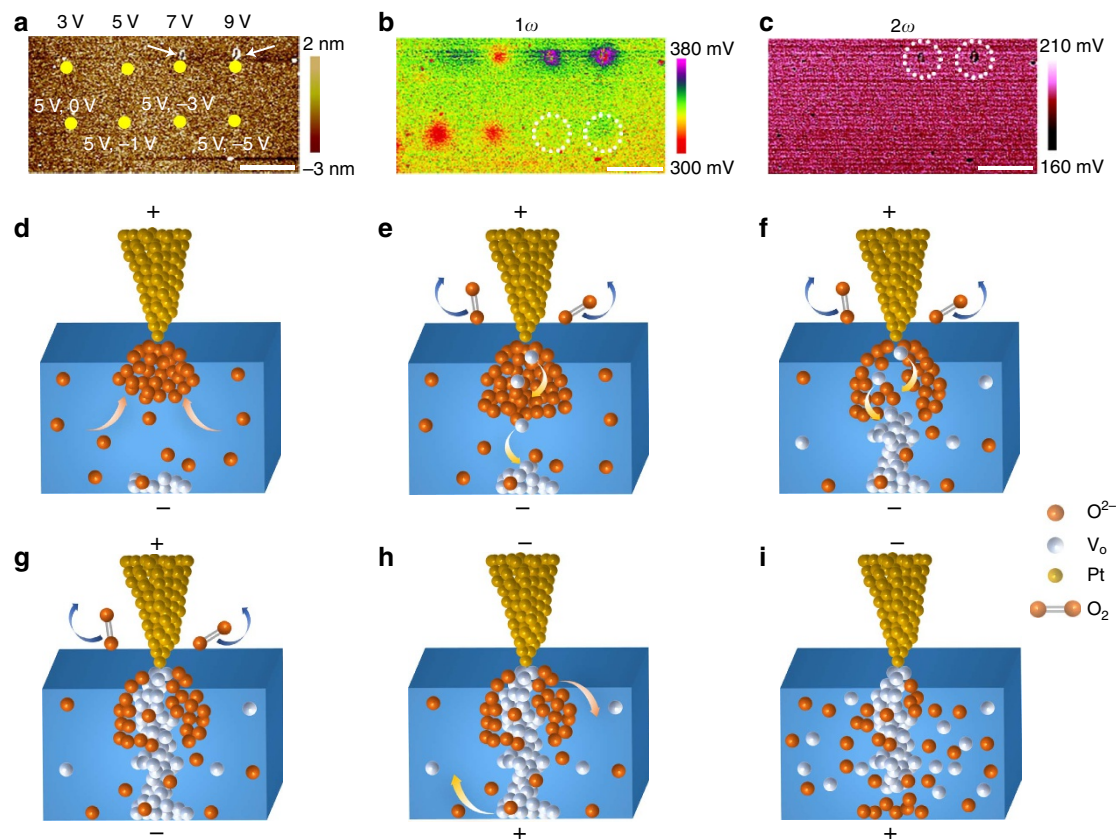 a
3 V 5 V 7 V 9 V
2 nm
5 V, 0 V 5 V, –3 V
5 V, –1 V 5 V, –5 V
–3 nm
b
1ω
380 mV
300 mV
c
2ω
210 mV
160 mV
d
+
–
e
+
–
f
+
–
O2–
Vo
Pt
O2
g
+
–
h
–
+
i
–
+